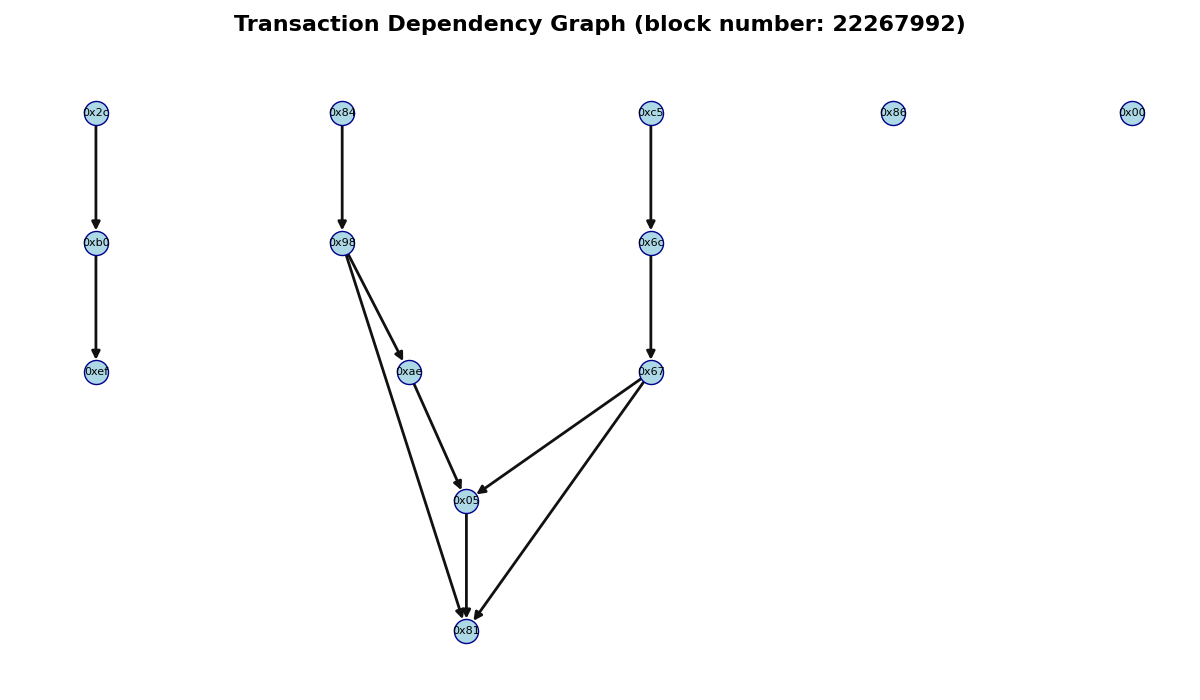 Transaction Dependency Graph (block number: 22267992)
0x2c
0x84
0xc5
0x86
0x00
0xb0
0x98
0x6c
0xef
0xae
0x67
0x05
0x81